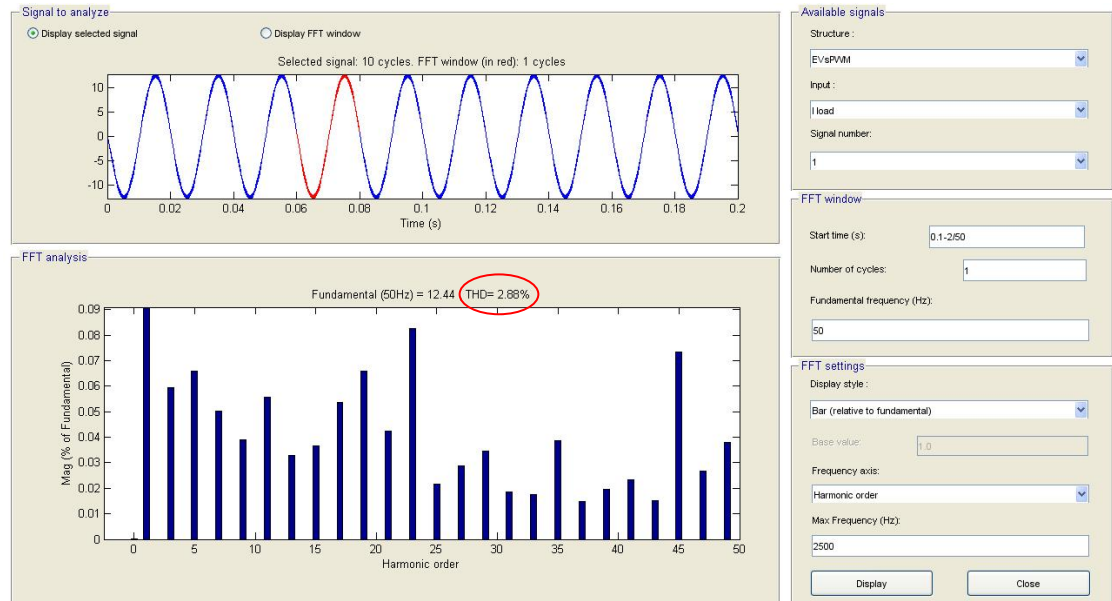 Signal to analyze
Display selected signal
Display FFT window
Selected signal: 10 cycles. FFT window (in red): 1 cycles
10
5
0
-5
-10
0 0.02 0.04 0.06 0.08 0.1 0.12 0.14 0.16 0.18 0.2
Time (s)
FFT analysis
Fundamental (50Hz) = 12.44 THD= 2.88%
0.09
0.08
0.07
0.06
0.05
0.04
0.03
0.02
0.01
0
Mag (% of Fundamental)
0 5 10 15 20 25 30 35 40 45 50
Harmonic order
Available signals
Structure :
EVsPWM
Input :
I load
Signal number:
1
FFT window
Start time (s): 0.1-2/50
Number of cycles: 1
Fundamental frequency (Hz):
50
FFT settings
Display style :
Bar (relative to fundamental)
Base value: 1.0
Frequency axis:
Harmonic order
Max Frequency (Hz):
2500
Display Close